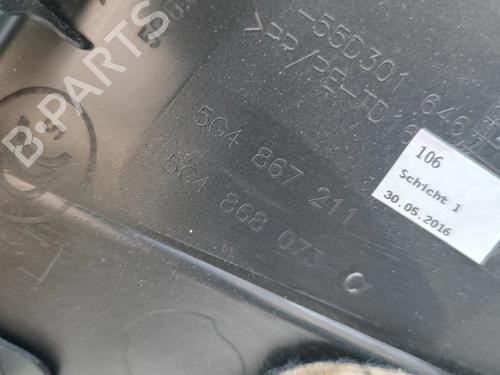 -55D301 646
>PP/PE-TD
5G4 867 211
5G4 868 073 C
106
Schicht 1
30.05.2016
B-PARTS